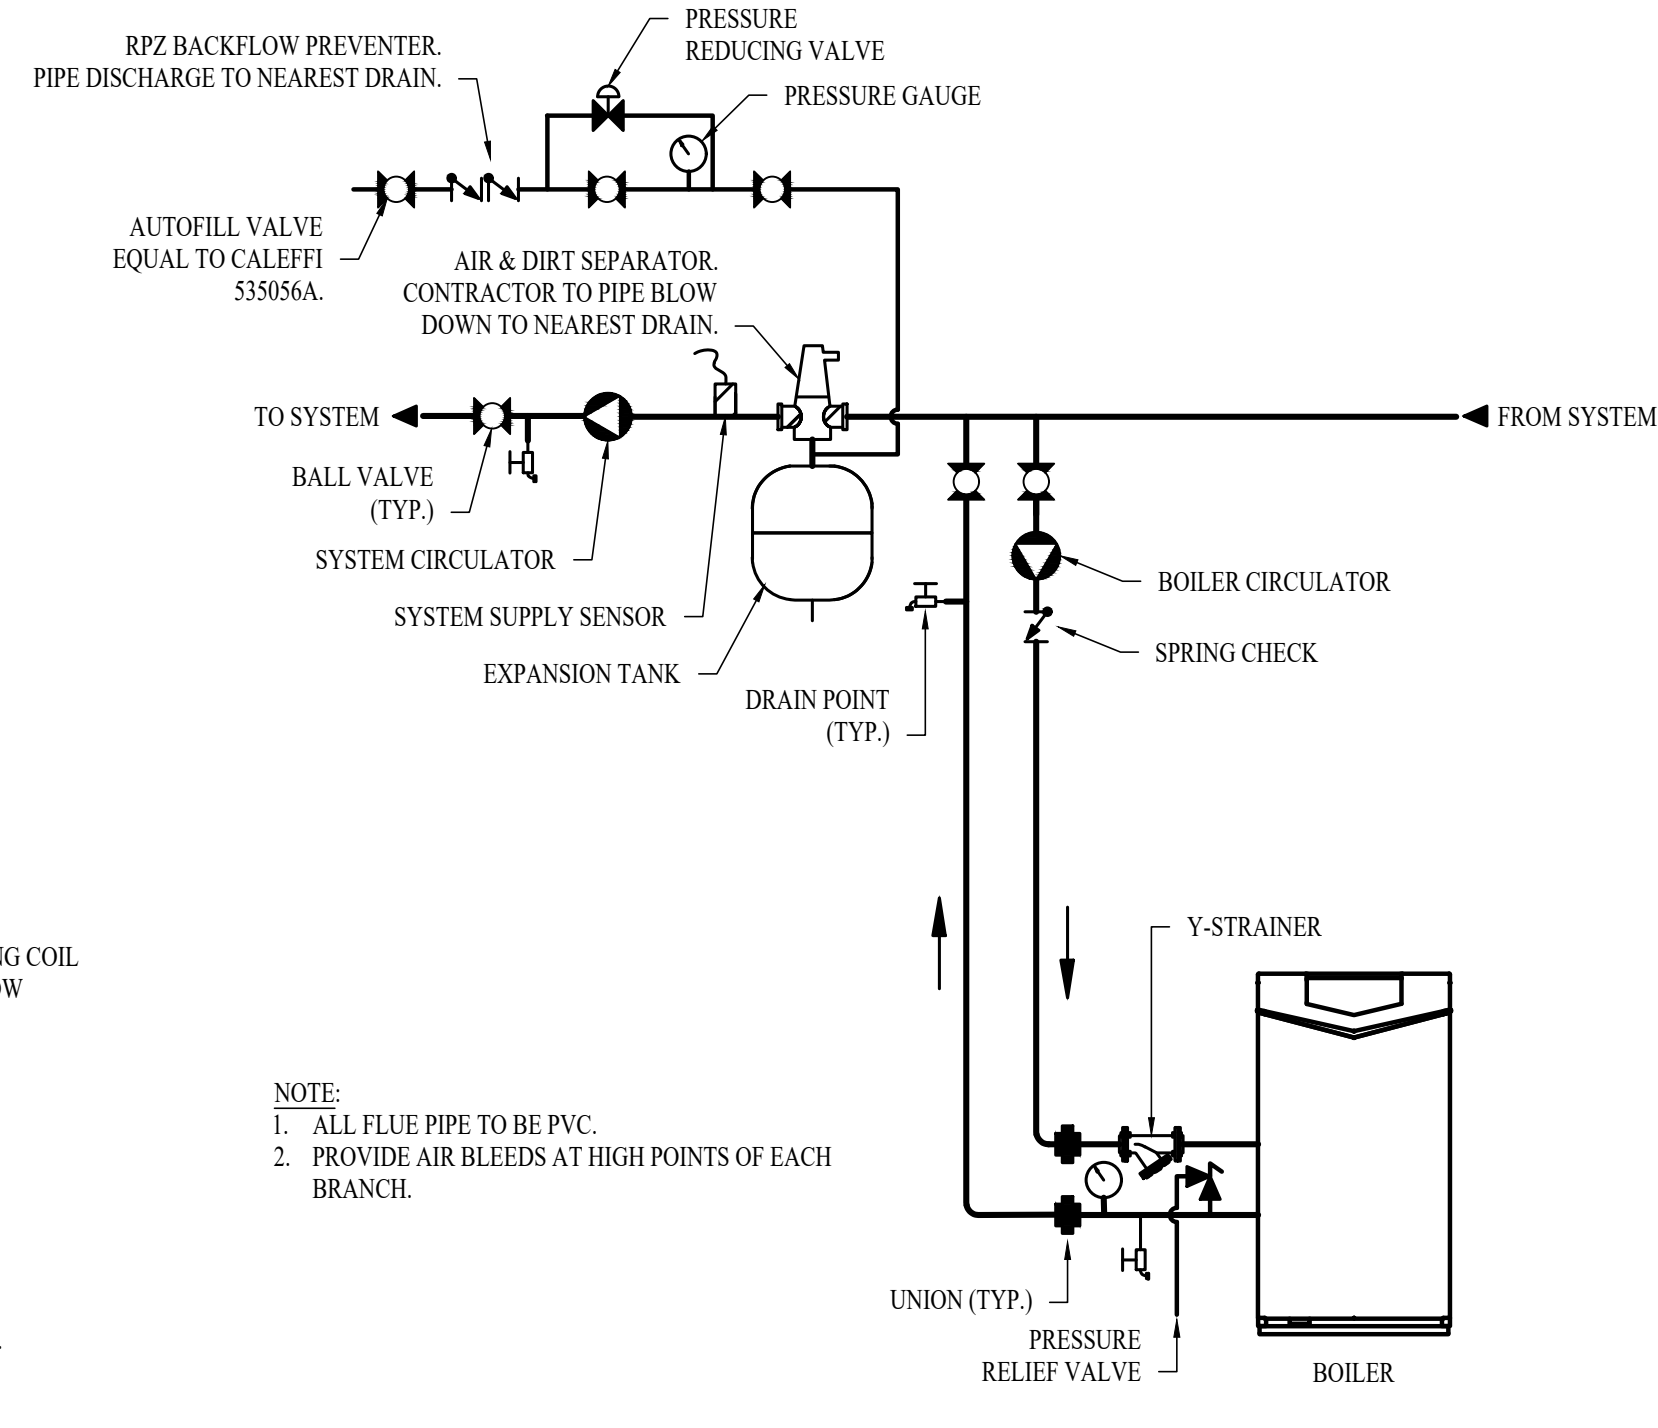 PRESSURE
REDUCING VALVE
RPZ BACKFLOW PREVENTER.
PIPE DISCHARGE TO NEAREST DRAIN.
PRESSURE GAUGE
AUTOFILL VALVE
EQUAL TO CALEFFI
535056A.
AIR & DIRT SEPARATOR.
CONTRACTOR TO PIPE BLOW
DOWN TO NEAREST DRAIN.
TO SYSTEM
FROM SYSTEM
BALL VALVE
(TYP.)
SYSTEM CIRCULATOR
BOILER CIRCULATOR
SYSTEM SUPPLY SENSOR
SPRING CHECK
EXPANSION TANK
DRAIN POINT
(TYP.)
Y-STRAINER
NG COIL
OW
NOTE:
1. ALL FLUE PIPE TO BE PVC.
2. PROVIDE AIR BLEEDS AT HIGH POINTS OF EACH
BRANCH.
UNION (TYP.)
PRESSURE
RELIEF VALVE
BOILER